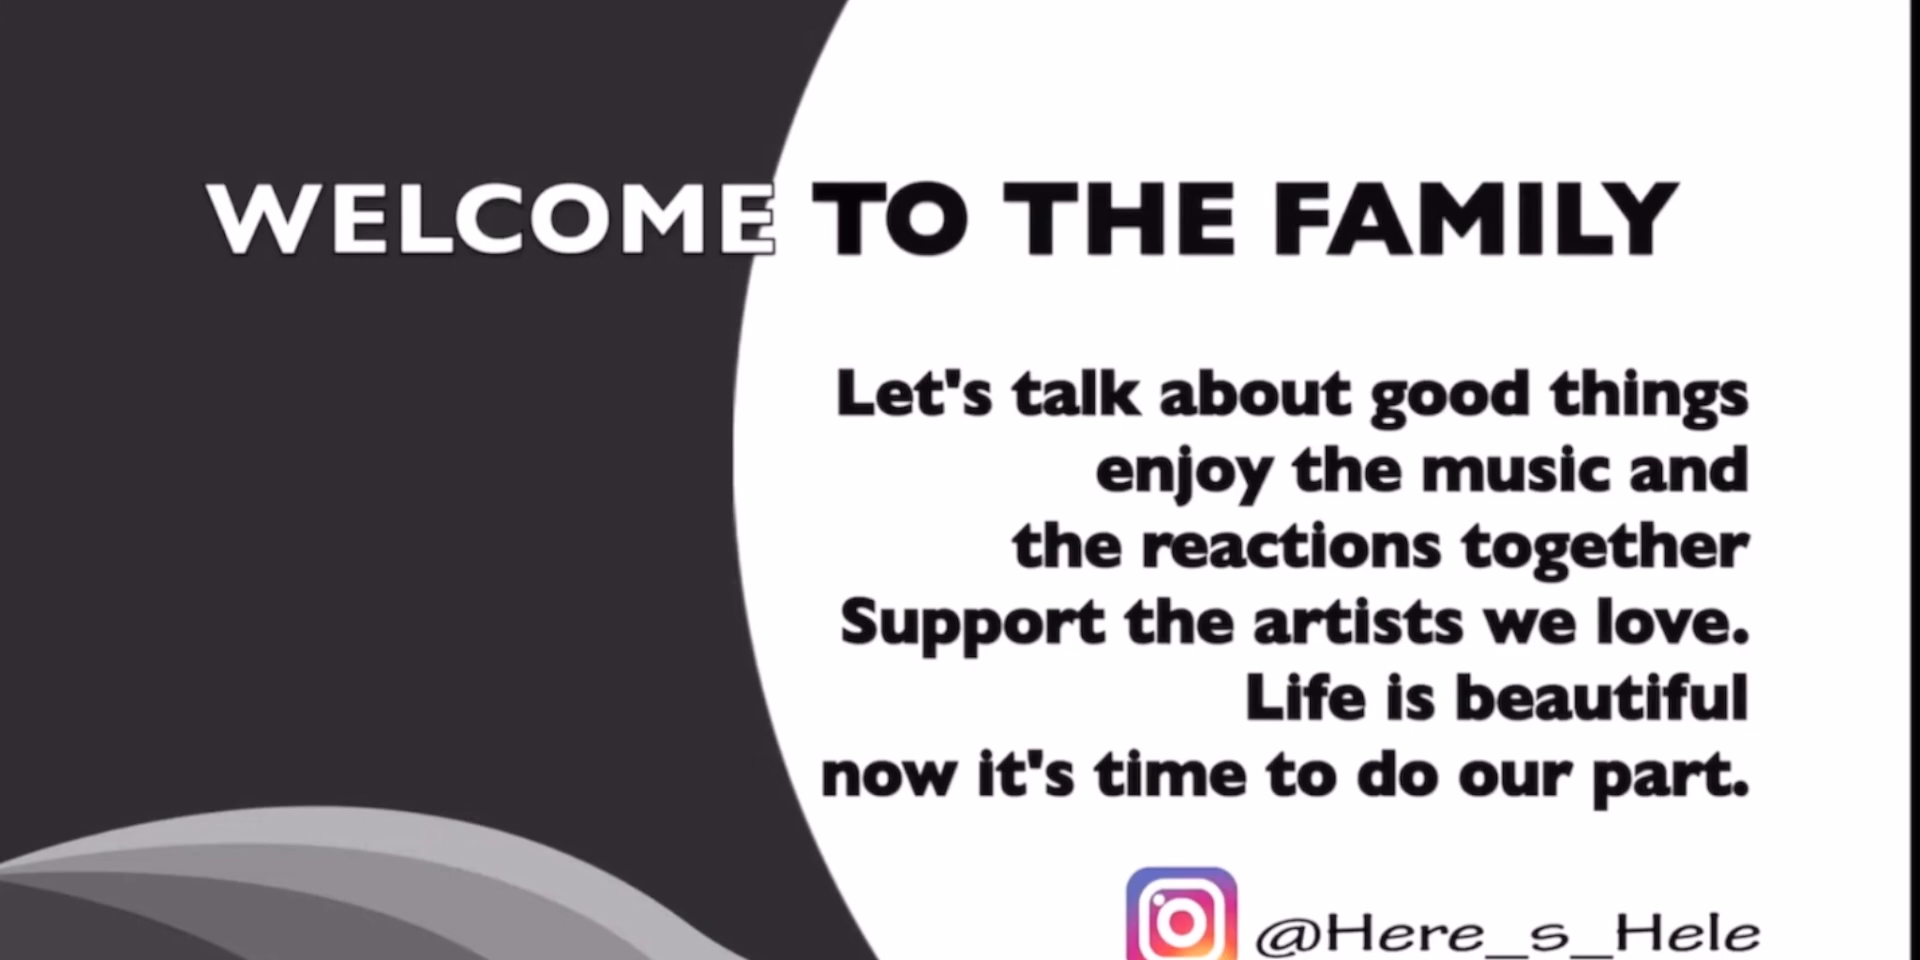 WELCOME TO THE FAMILY
Let's talk about good things
enjoy the music and
the reactions together
Support the artists we love.
Life is beautiful
now it's time to do our part.
@Here_s_Hele